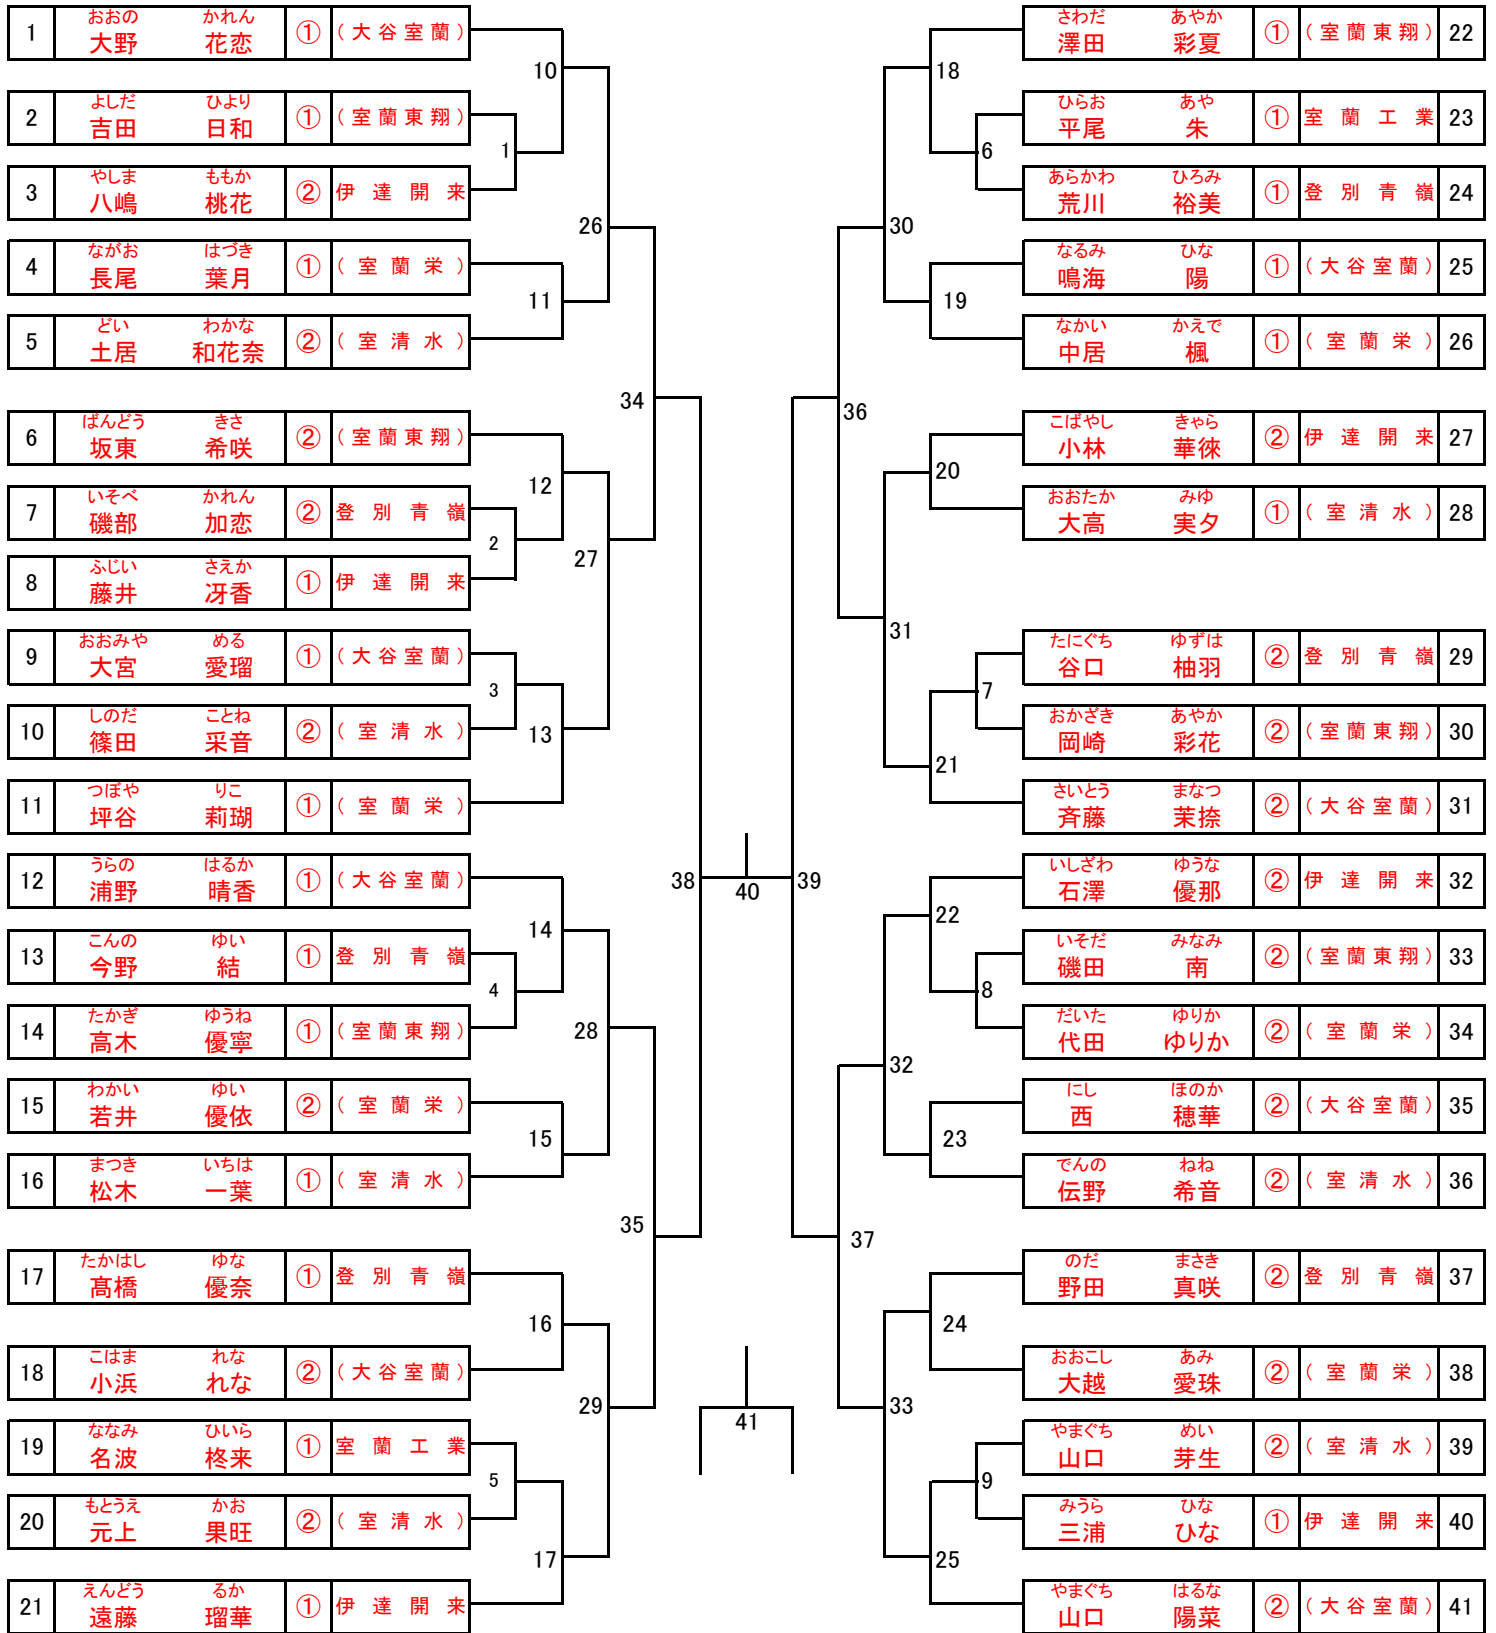 おおの かれん
1 大野 花恋 ① (大谷室蘭)
よしだ ひより
2 吉田 日和 ① (室蘭東翔)
やしま ももか
3 八嶋 桃花 ② 伊達開来
ながお はづき
4 長尾 葉月 ① (室蘭栄)
どい わかな
5 土居 和花奈 ② (室清水)
ばんどう きさ
6 坂東 希咲 ② (室蘭東翔)
いそべ かれん
7 磯部 加恋 ② 登別青嶺
ふじい さえか
8 藤井 冴香 ① 伊達開来
おおみや める
9 大宮 愛瑠 ① (大谷室蘭)
しのだ ことね
10 篠田 采音 ② (室清水)
つぼや りこ
11 坪谷 莉瑚 ① (室蘭栄)
うらの はるか
12 浦野 晴香 ① (大谷室蘭)
こんの ゆい
13 今野 結 ① 登別青嶺
たかぎ ゆうね
14 高木 優寧 ① (室蘭東翔)
わかい ゆい
15 若井 優依 ② (室蘭栄)
まつき いちは
16 松木 一葉 ① (室清水)
たかはし ゆな
17 髙橋 優奈 ① 登別青嶺
こはま れな
18 小浜 れな ② (大谷室蘭)
ななみ ひいら
19 名波 柊来 ① 室蘭工業
もとうえ かお
20 元上 果旺 ② (室清水)
えんどう るか
21 遠藤 瑠華 ① 伊達開来
1
2
3
4
5
10
11
12
13
14
15
16
17
26
27
28
29
34
35
38
40
41
39
36
37
30
31
32
33
18
19
20
21
22
23
24
25
6
7
8
9
さわだ あやか
澤田 彩夏 ① (室蘭東翔) 22
ひらお あや
平尾 朱 ① 室蘭工業 23
あらかわ ひろみ
荒川 裕美 ① 登別青嶺 24
なるみ ひな
鳴海 陽 ① (大谷室蘭) 25
なかい かえで
中居 楓 ① (室蘭栄) 26
こばやし きゃら
小林 華徠 ② 伊達開来 27
おおたか みゆ
大高 実夕 ① (室清水) 28
たにぐち ゆずは
谷口 柚羽 ② 登別青嶺 29
おかざき あやか
岡崎 彩花 ② (室蘭東翔) 30
さいとう まなつ
斉藤 茉捺 ② (大谷室蘭) 31
いしざわ ゆうな
石澤 優那 ② 伊達開来 32
いそだ みなみ
磯田 南 ② (室蘭東翔) 33
だいた ゆりか
代田 ゆりか ② (室蘭栄) 34
にし ほのか
西 穂華 ② (大谷室蘭) 35
でんの ねね
伝野 希音 ② (室清水) 36
のだ まさき
野田 真咲 ② 登別青嶺 37
おおこし あみ
大越 愛珠 ② (室蘭栄) 38
やまぐち めい
山口 芽生 ② (室清水) 39
みうら ひな
三浦 ひな ① 伊達開来 40
やまぐち はるな
山口 陽菜 ② (大谷室蘭) 41